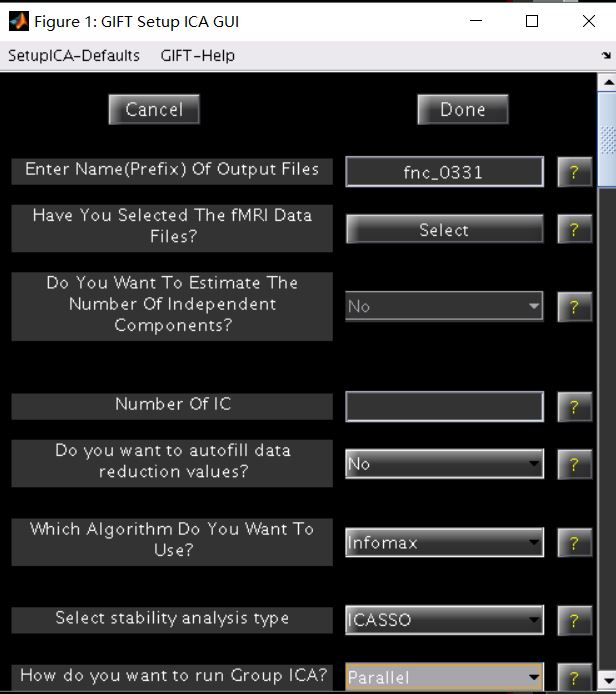 Figure 1: GIFT Setup ICA GUI
SetupICA-Defaults GIFT-Help
Cancel Done
Enter Name(Prefix) Of Output Files fnc_0331 ?
Have You Selected The fMRI Data
Files? Select ?
Do You Want To Estimate The
Number Of Independent
Components? No ?
Number Of IC ?
Do you want to autofill data
reduction values? No ?
Which Algorithm Do You Want To
Use? Infomax ?
Select stability analysis type ICASSO ?
How do you want to run Group ICA? Parallel ?